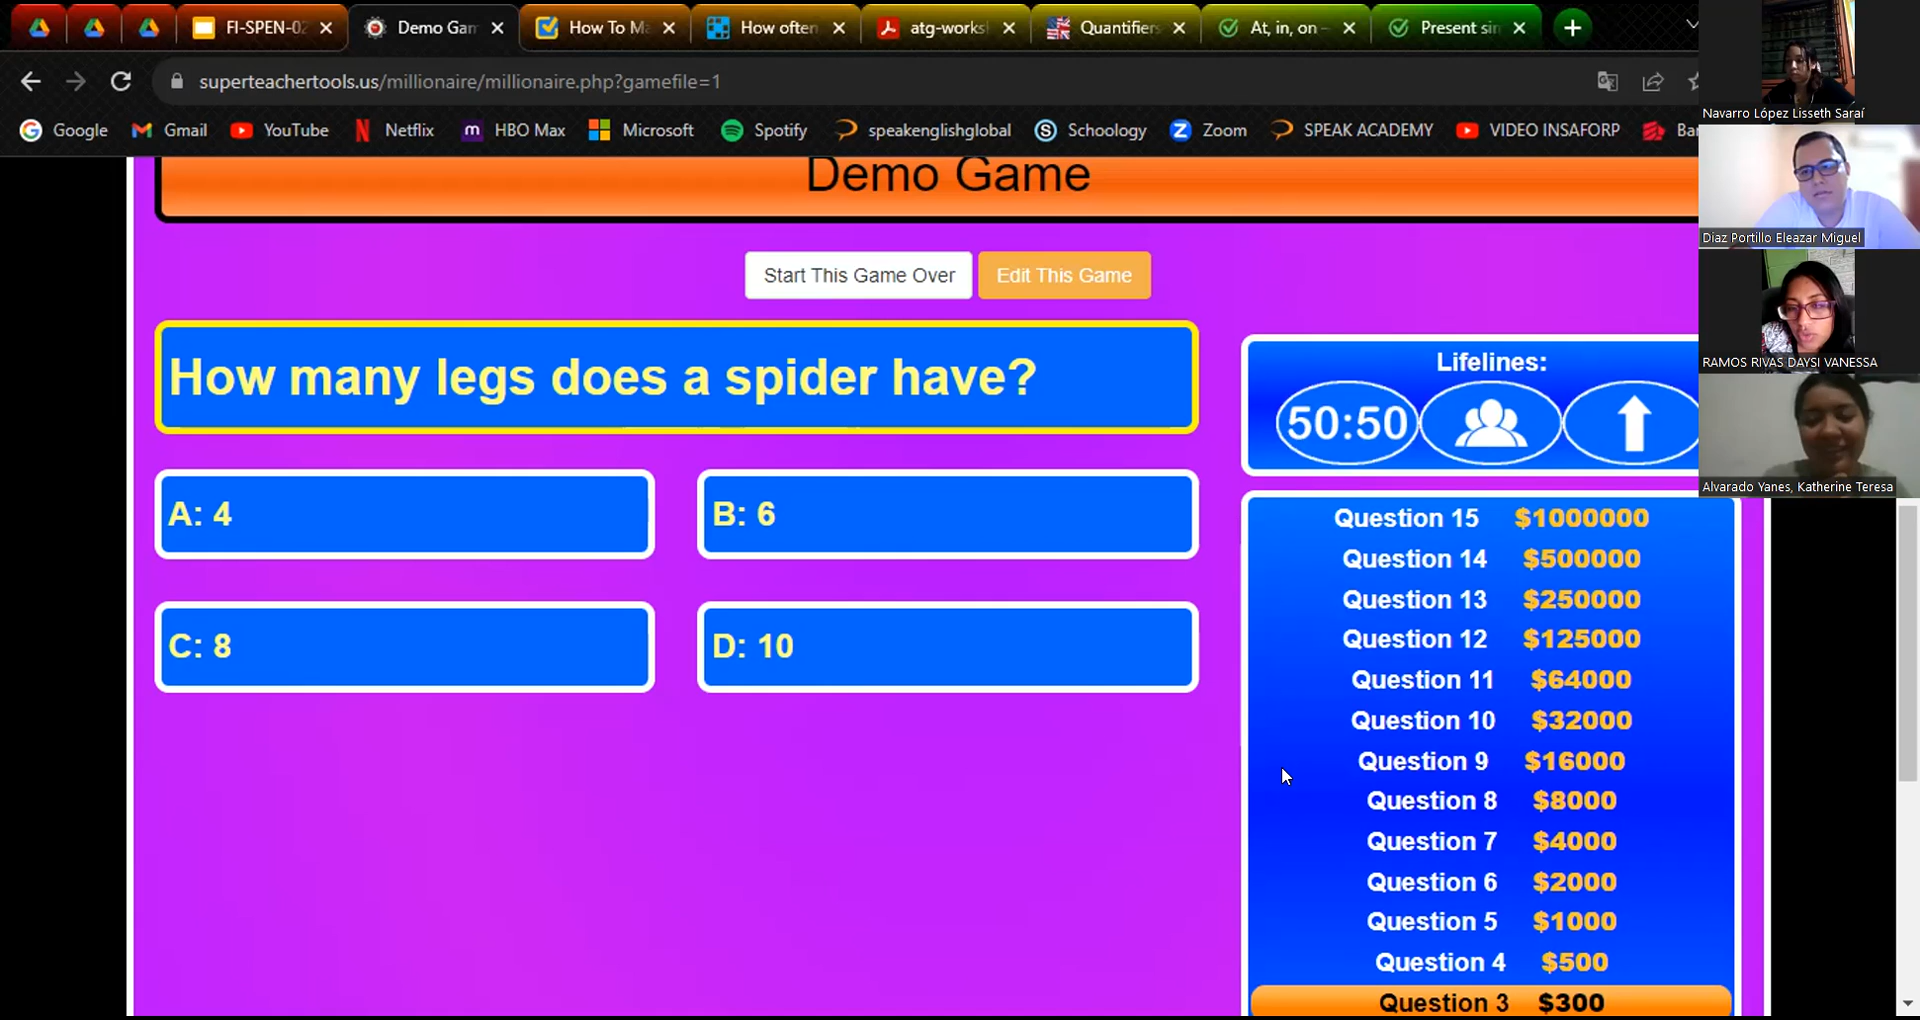 FI-SPEN-02
Demo Gam
How To Ma
How often
atg-works
Quantifiers
At, in, on –
Present sin
superteachertools.us/millionaire/millionaire.php?gamefile=1
Google
Gmail
YouTube
Netflix
HBO Max
Microsoft
Spotify
speakenglishglobal
Schoology
Zoom
SPEAK ACADEMY
VIDEO INSAFORP
Ban
Demo Game
Start This Game Over
Edit This Game
How many legs does a spider have?
A: 4
B: 6
C: 8
D: 10
Lifelines:
50:50
Question 15 $1000000
Question 14 $500000
Question 13 $250000
Question 12 $125000
Question 11 $64000
Question 10 $32000
Question 9 $16000
Question 8 $8000
Question 7 $4000
Question 6 $2000
Question 5 $1000
Question 4 $500
Question 3 $300
Navarro López Lisseth Saraí
Diaz Portillo Eleazar Miguel
RAMOS RIVAS DAYSI VANESSA
Alvarado Yanes, Katherine Teresa